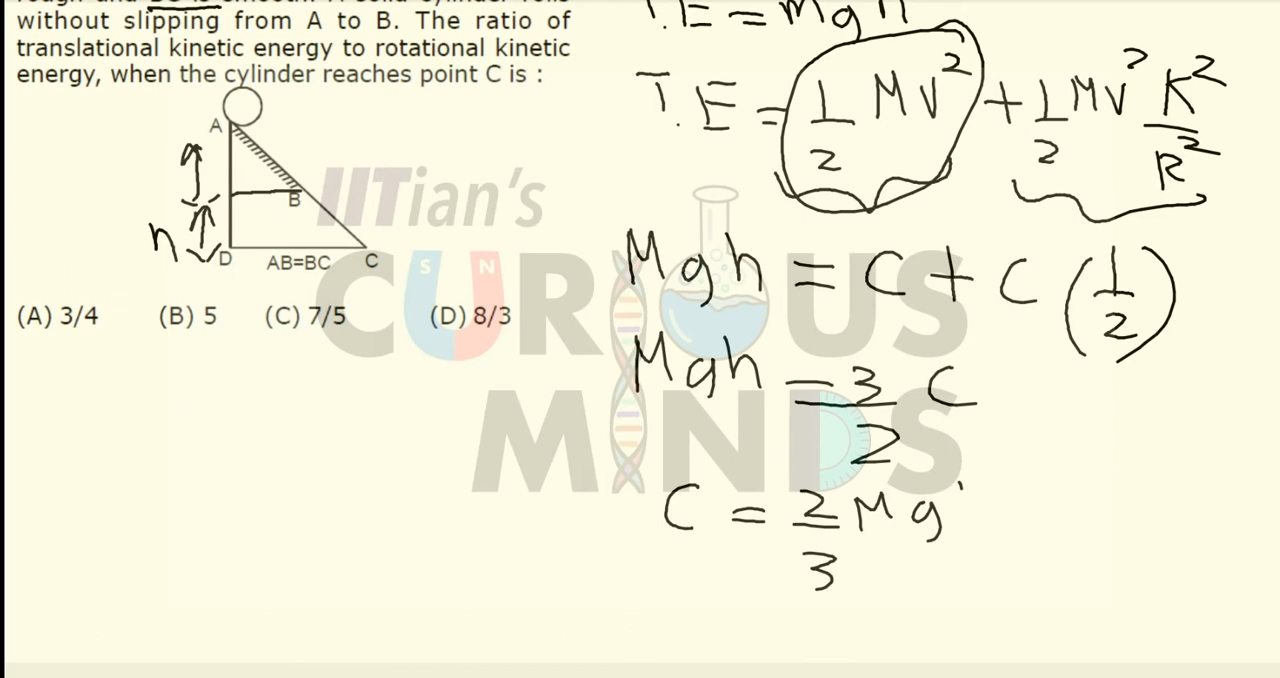 without slipping from A to B. The ratio of
translational kinetic energy to rotational kinetic
energy, when the cylinder reaches point C is :
A
B
h
D AB=BC C
(A) 3/4 (B) 5 (C) 7/5 (D) 8/3
T.E = Mgh
T.E = 1/2 MV² + 1/2 MV² K²/R²
Mgh = C + C (1/2)
Mgh = 3/2 C
C = 2/3 Mg
IITian's
CURIOUS
MINDS
S N